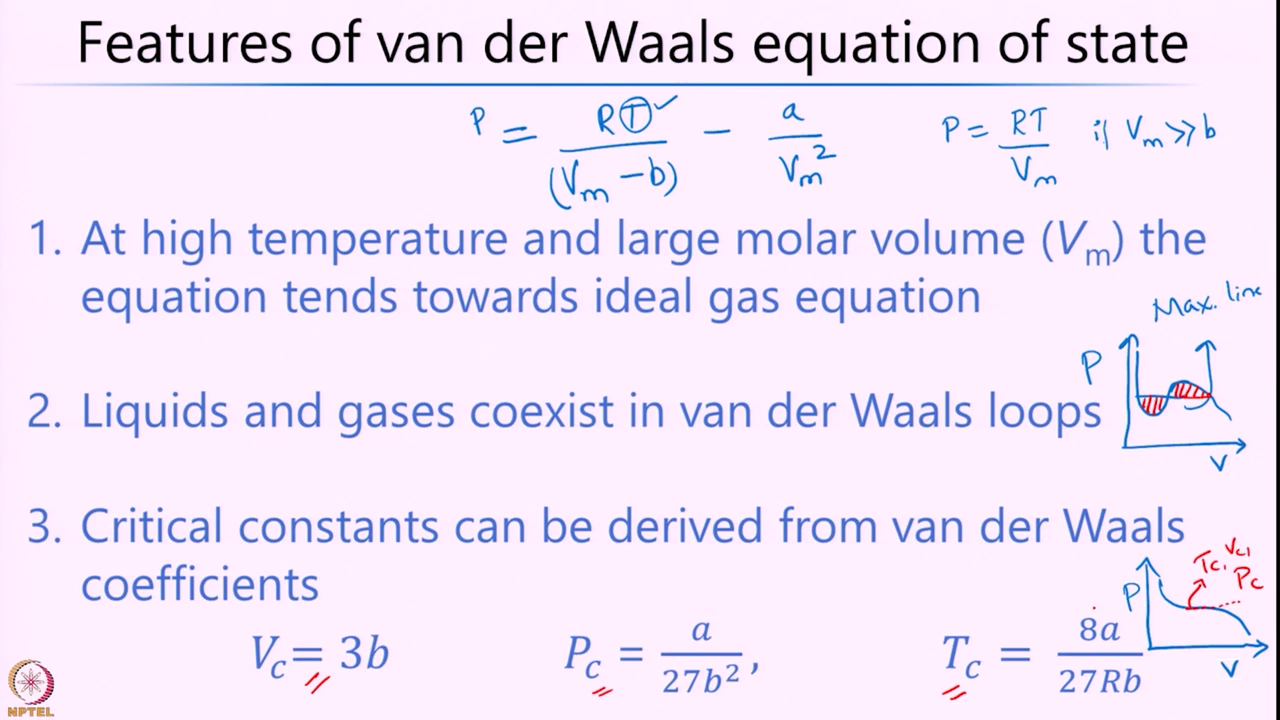 Features of van der Waals equation of state
P = RT/(Vm − b) − a/Vm²
P = RT/Vm if Vm >> b
1. At high temperature and large molar volume (Vm) the
equation tends towards ideal gas equation
Max. line
P
V
2. Liquids and gases coexist in van der Waals loops
3. Critical constants can be derived from van der Waals
coefficients
Tc, Vc,
Pc
P
V
Vc = 3b
Pc = a/27b²,
Tc = 8a/27Rb
NPTEL